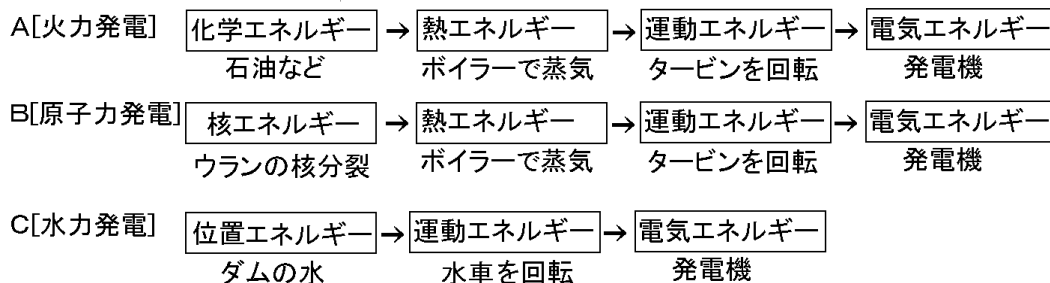 A[火力発電] 化学エネルギー → 熱エネルギー → 運動エネルギー → 電気エネルギー
石油など ボイラーで蒸気 タービンを回転 発電機
B[原子力発電] 核エネルギー → 熱エネルギー → 運動エネルギー → 電気エネルギー
ウランの核分裂 ボイラーで蒸気 タービンを回転 発電機
C[水力発電] 位置エネルギー → 運動エネルギー → 電気エネルギー
ダムの水 水車を回転 発電機